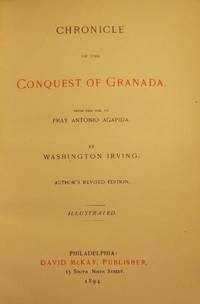 CHRONICLE
OF THE
CONQUEST OF GRANADA.
FROM THE MSS. OF
FRAY ANTONIO AGAPIDA
BY
WASHINGTON IRVING.
AUTHOR'S REVISED EDITION.
ILLUSTRATED.
PHILADELPHIA:
DAVID McKAY, PUBLISHER,
23 SOUTH NINTH STREET.
1894.